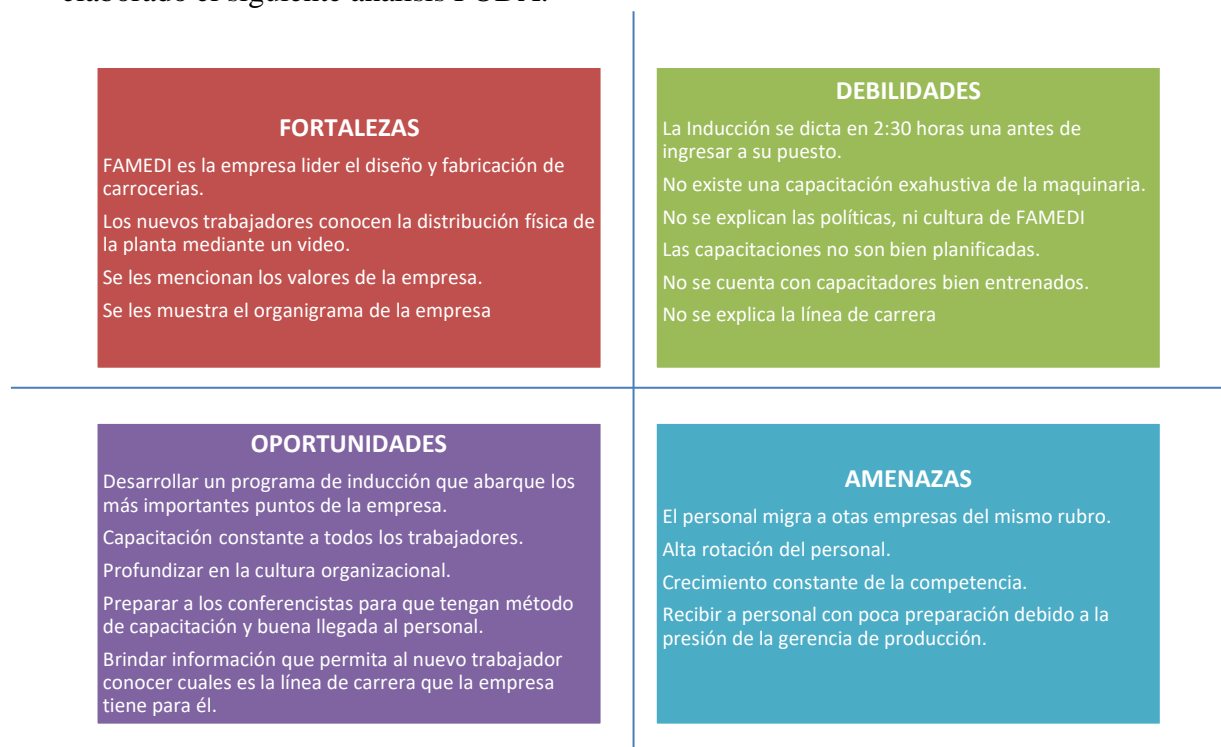 elaborado el siguiente análisis FODA:
FORTALEZAS
FAMEDI es la empresa lider el diseño y fabricación de
carrocerias.
Los nuevos trabajadores conocen la distribución física de
la planta mediante un video.
Se les mencionan los valores de la empresa.
Se les muestra el organigrama de la empresa
DEBILIDADES
La Inducción se dicta en 2:30 horas una antes de
ingresar a su puesto.
No existe una capacitación exahustiva de la maquinaria.
No se explican las políticas, ni cultura de FAMEDI
Las capacitaciones no son bien planificadas.
No se cuenta con capacitadores bien entrenados.
No se explica la línea de carrera
OPORTUNIDADES
Desarrollar un programa de inducción que abarque los
más importantes puntos de la empresa.
Capacitación constante a todos los trabajadores.
Profundizar en la cultura organizacional.
Preparar a los conferencistas para que tengan método
de capacitación y buena llegada al personal.
Brindar información que permita al nuevo trabajador
conocer cuales es la línea de carrera que la empresa
tiene para él.
AMENAZAS
El personal migra a otas empresas del mismo rubro.
Alta rotación del personal.
Crecimiento constante de la competencia.
Recibir a personal con poca preparación debido a la
presión de la gerencia de producción.